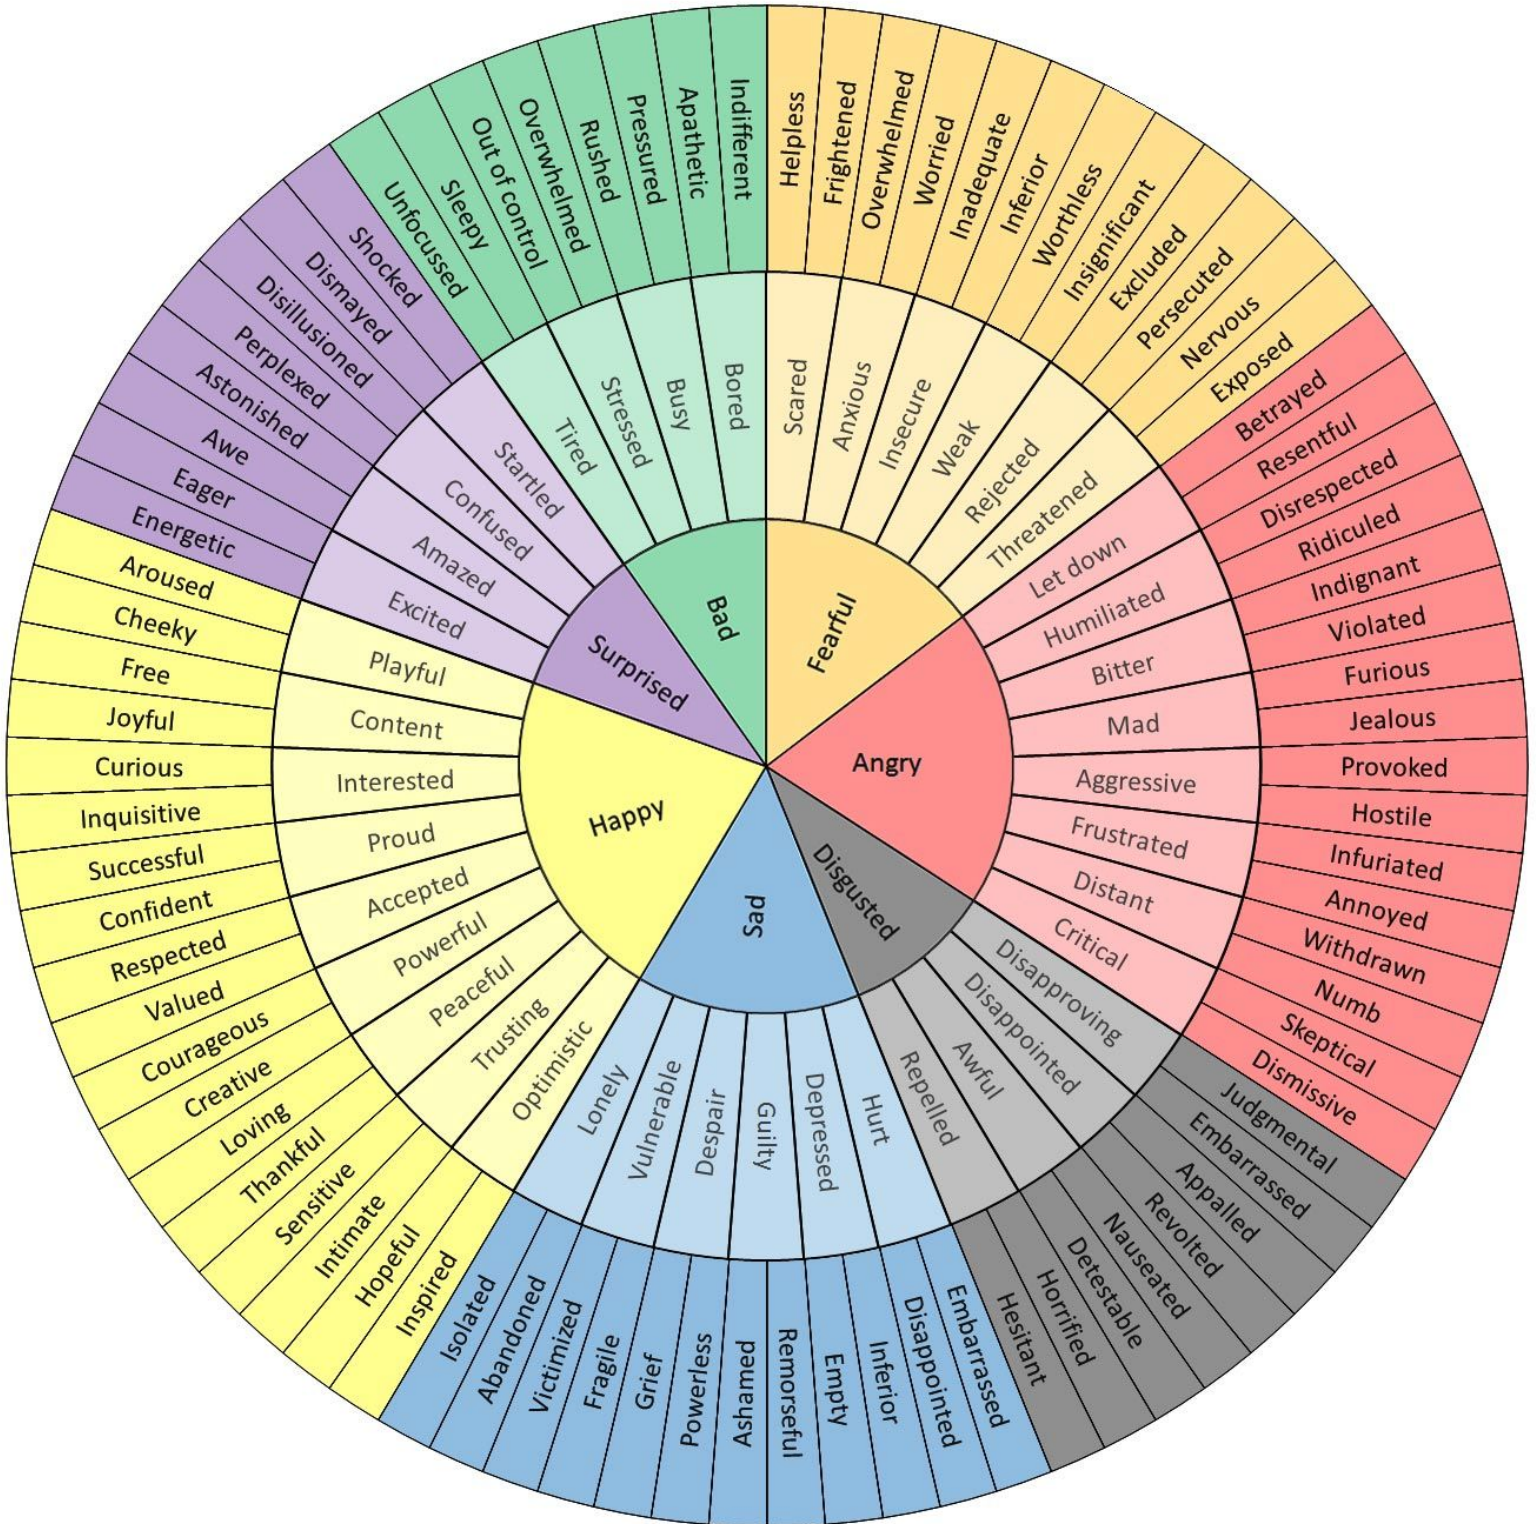 Fearful
Angry
Disgusted
Sad
Happy
Surprised
Bad
Scared
Anxious
Insecure
Weak
Rejected
Threatened
Let down
Humiliated
Bitter
Mad
Aggressive
Frustrated
Distant
Critical
Disapproving
Disappointed
Awful
Repelled
Hurt
Depressed
Guilty
Despair
Vulnerable
Lonely
Optimistic
Trusting
Peaceful
Powerful
Accepted
Proud
Interested
Content
Playful
Excited
Amazed
Confused
Startled
Tired
Stressed
Busy
Bored
Helpless
Frightened
Overwhelmed
Worried
Inadequate
Inferior
Worthless
Insignificant
Excluded
Persecuted
Nervous
Exposed
Betrayed
Resentful
Disrespected
Ridiculed
Indignant
Violated
Furious
Jealous
Provoked
Hostile
Infuriated
Annoyed
Withdrawn
Numb
Skeptical
Dismissive
Judgmental
Embarrassed
Appalled
Revolted
Nauseated
Detestable
Horrified
Hesitant
Embarrassed
Disappointed
Inferior
Empty
Remorseful
Ashamed
Powerless
Grief
Fragile
Victimized
Abandoned
Isolated
Inspired
Hopeful
Intimate
Sensitive
Thankful
Loving
Creative
Courageous
Valued
Respected
Confident
Successful
Inquisitive
Curious
Joyful
Free
Cheeky
Aroused
Energetic
Eager
Awe
Astonished
Perplexed
Disillusioned
Dismayed
Shocked
Unfocussed
Sleepy
Out of control
Overwhelmed
Rushed
Pressured
Apathetic
Indifferent